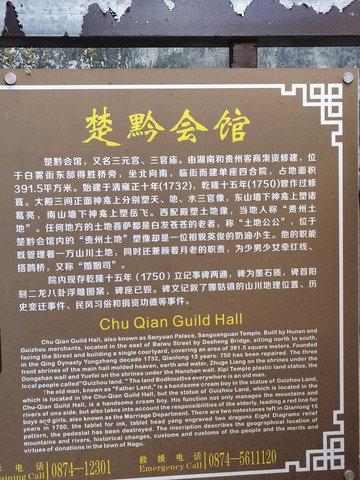 楚黔会馆
楚黔会馆，又名三元宫、三官庙。由湖南和贵州客商集资修建，位
于白雾街东部得胜桥旁，坐北向南，临街而建单座四合院，占地面积
391.5平方米。始建于清雍正十年(1732)，乾隆十五年(1750)曾作过修
葺。大殿三间正面神龛上分别塑天、地、水三官像，东山墙下神龛上塑诸
葛亮，南山墙下神龛上塑岳飞。西配殿塑土地像，当地人称“贵州土
地”。任何地方的土地菩萨都是白发苍苍的老者，称“土地公公”，位于
楚黔会馆内的“贵州土地”塑像却是一位相貌英俊的奶油小生。他的职能
既管理着一方山川土地，同时还兼顾着月老的职责，为少男少女牵红线、
搭鹊桥，又称“婚姻司”。
院内现存乾隆十五年（1750）立记事碑两通，碑为墨石质，碑首阳
刻二龙八卦浮雕图案，碑座已毁。碑文记叙了娜姑镇的山川地理位置、历
史变迁事件、民风习俗和捐资功德等事件。
Chu Qian Guild Hall
Chu Qian Guild Hall, also known as Sanyuan Palace, Sanguanguan Temple. Built by Hunan and
Guizhou merchants, located in the east of Baiwu Street by Desheng Bridge, sitting north to south,
facing the Street and building a single courtyard, covering an area of 391.5 square meters. Founded
in the Qing Dynasty Yongzheng decade 1732, Qianlong 15 years: 750 has been repaired. The three
front shrines of the main hall molded heaven, earth and water, Zhuge Liang on the shrines under the
Dongshan wall and Yuefei on the shrines under the Nanshan wall. Xipi Temple plastic land statue, the
local people called"Guizhou land." The land Bodhisattva everywhere is an old man.
The old man, known as "Father Land," is a handsome cream boy in the statue of Guizhou Land,
which is located in the Chu-Qian Guild Hall, but the statue of Guizhou Land, which is located in the
Chu-Qian Guild Hall, is a handsome cream boy. His function not only manages the mountains and
rivers of one side, but also takes into account the responsibilities of the elderly, leading a red line for
boys and girls, also known as the Marriage Department. There are two notestones left in Qianlong 15
years in 1750, the tablet for ink, tablet head yang engraved two dragons Eight Diagrams relief
pattern, the pedestal has been destroyed. The inscription describes the geographical location of
mountains and rivers, historical changes, customs and customs of the people and the merits and
virtues of donations in the town of Nagu.
电话 0874-12301
救援电话 0874-5611120
Call
Emergency Call